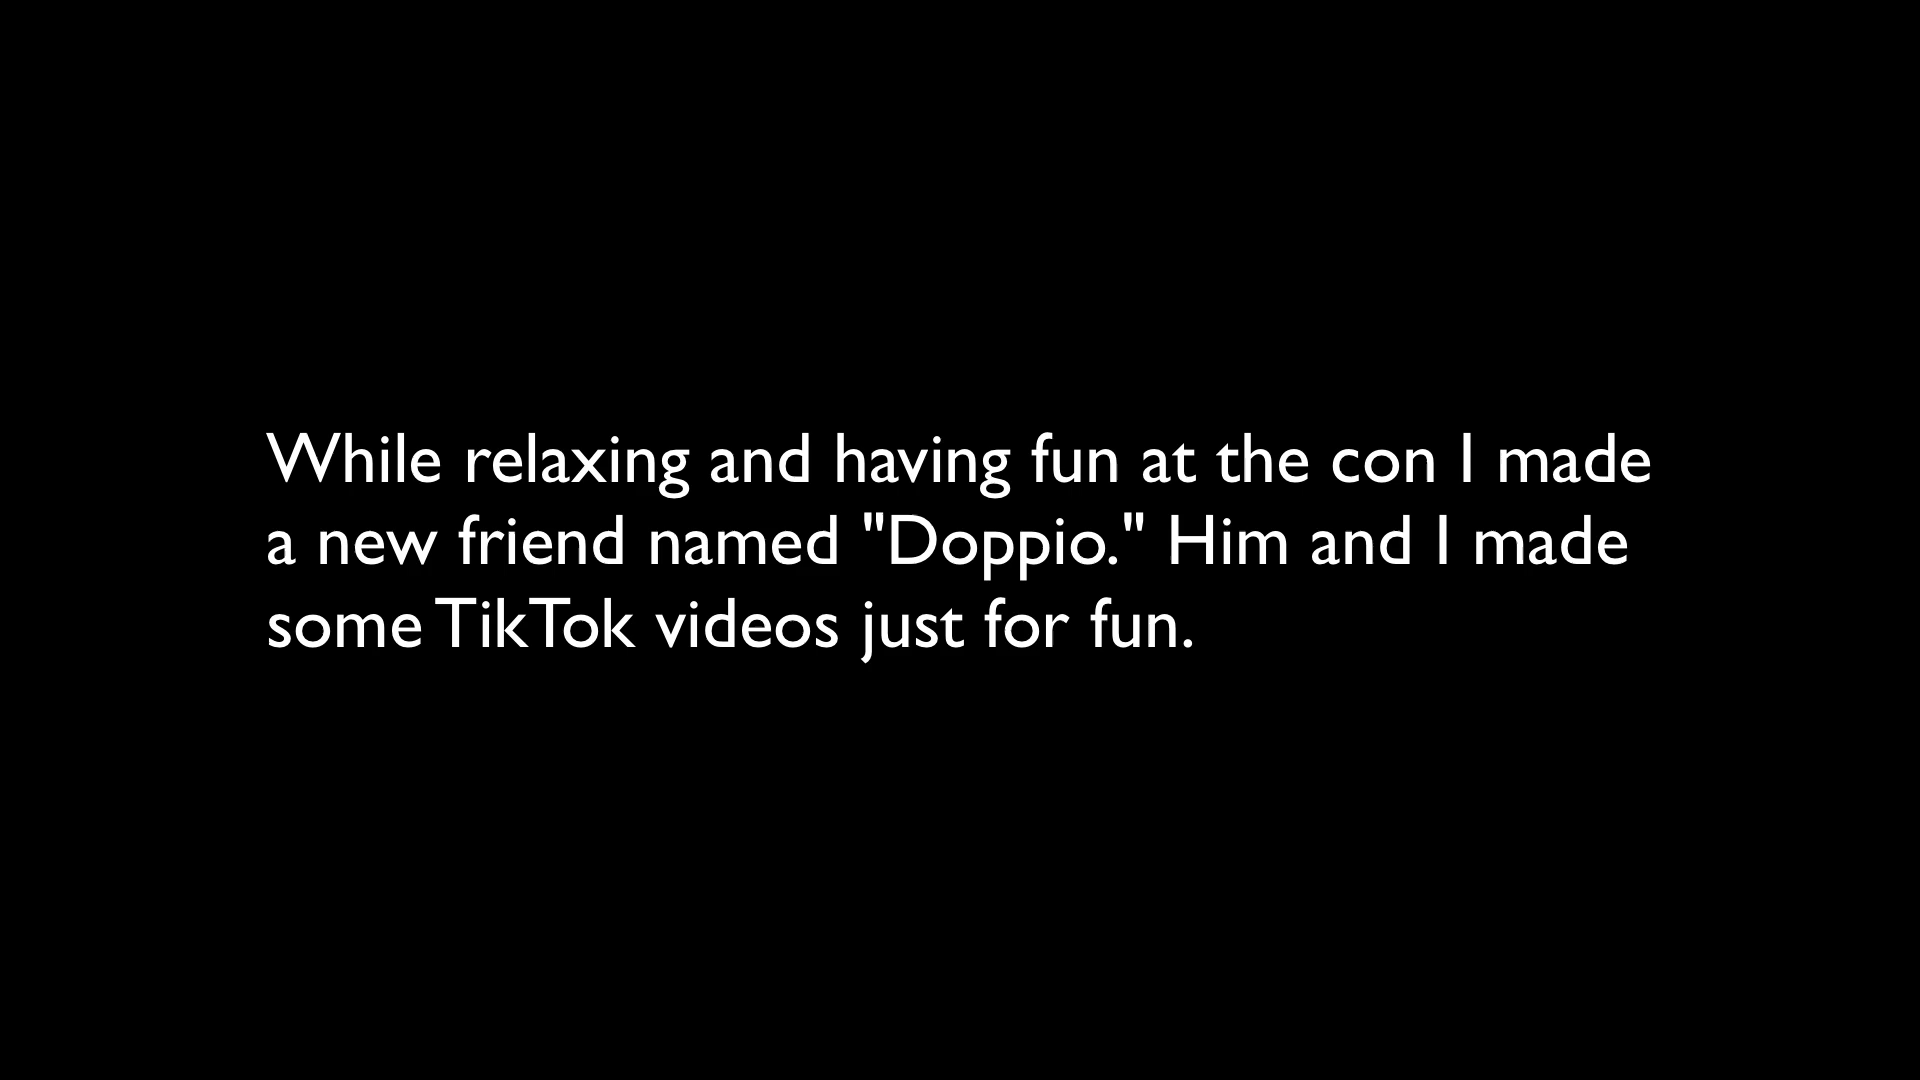 While relaxing and having fun at the con I made
a new friend named "Doppio." Him and I made
some TikTok videos just for fun.